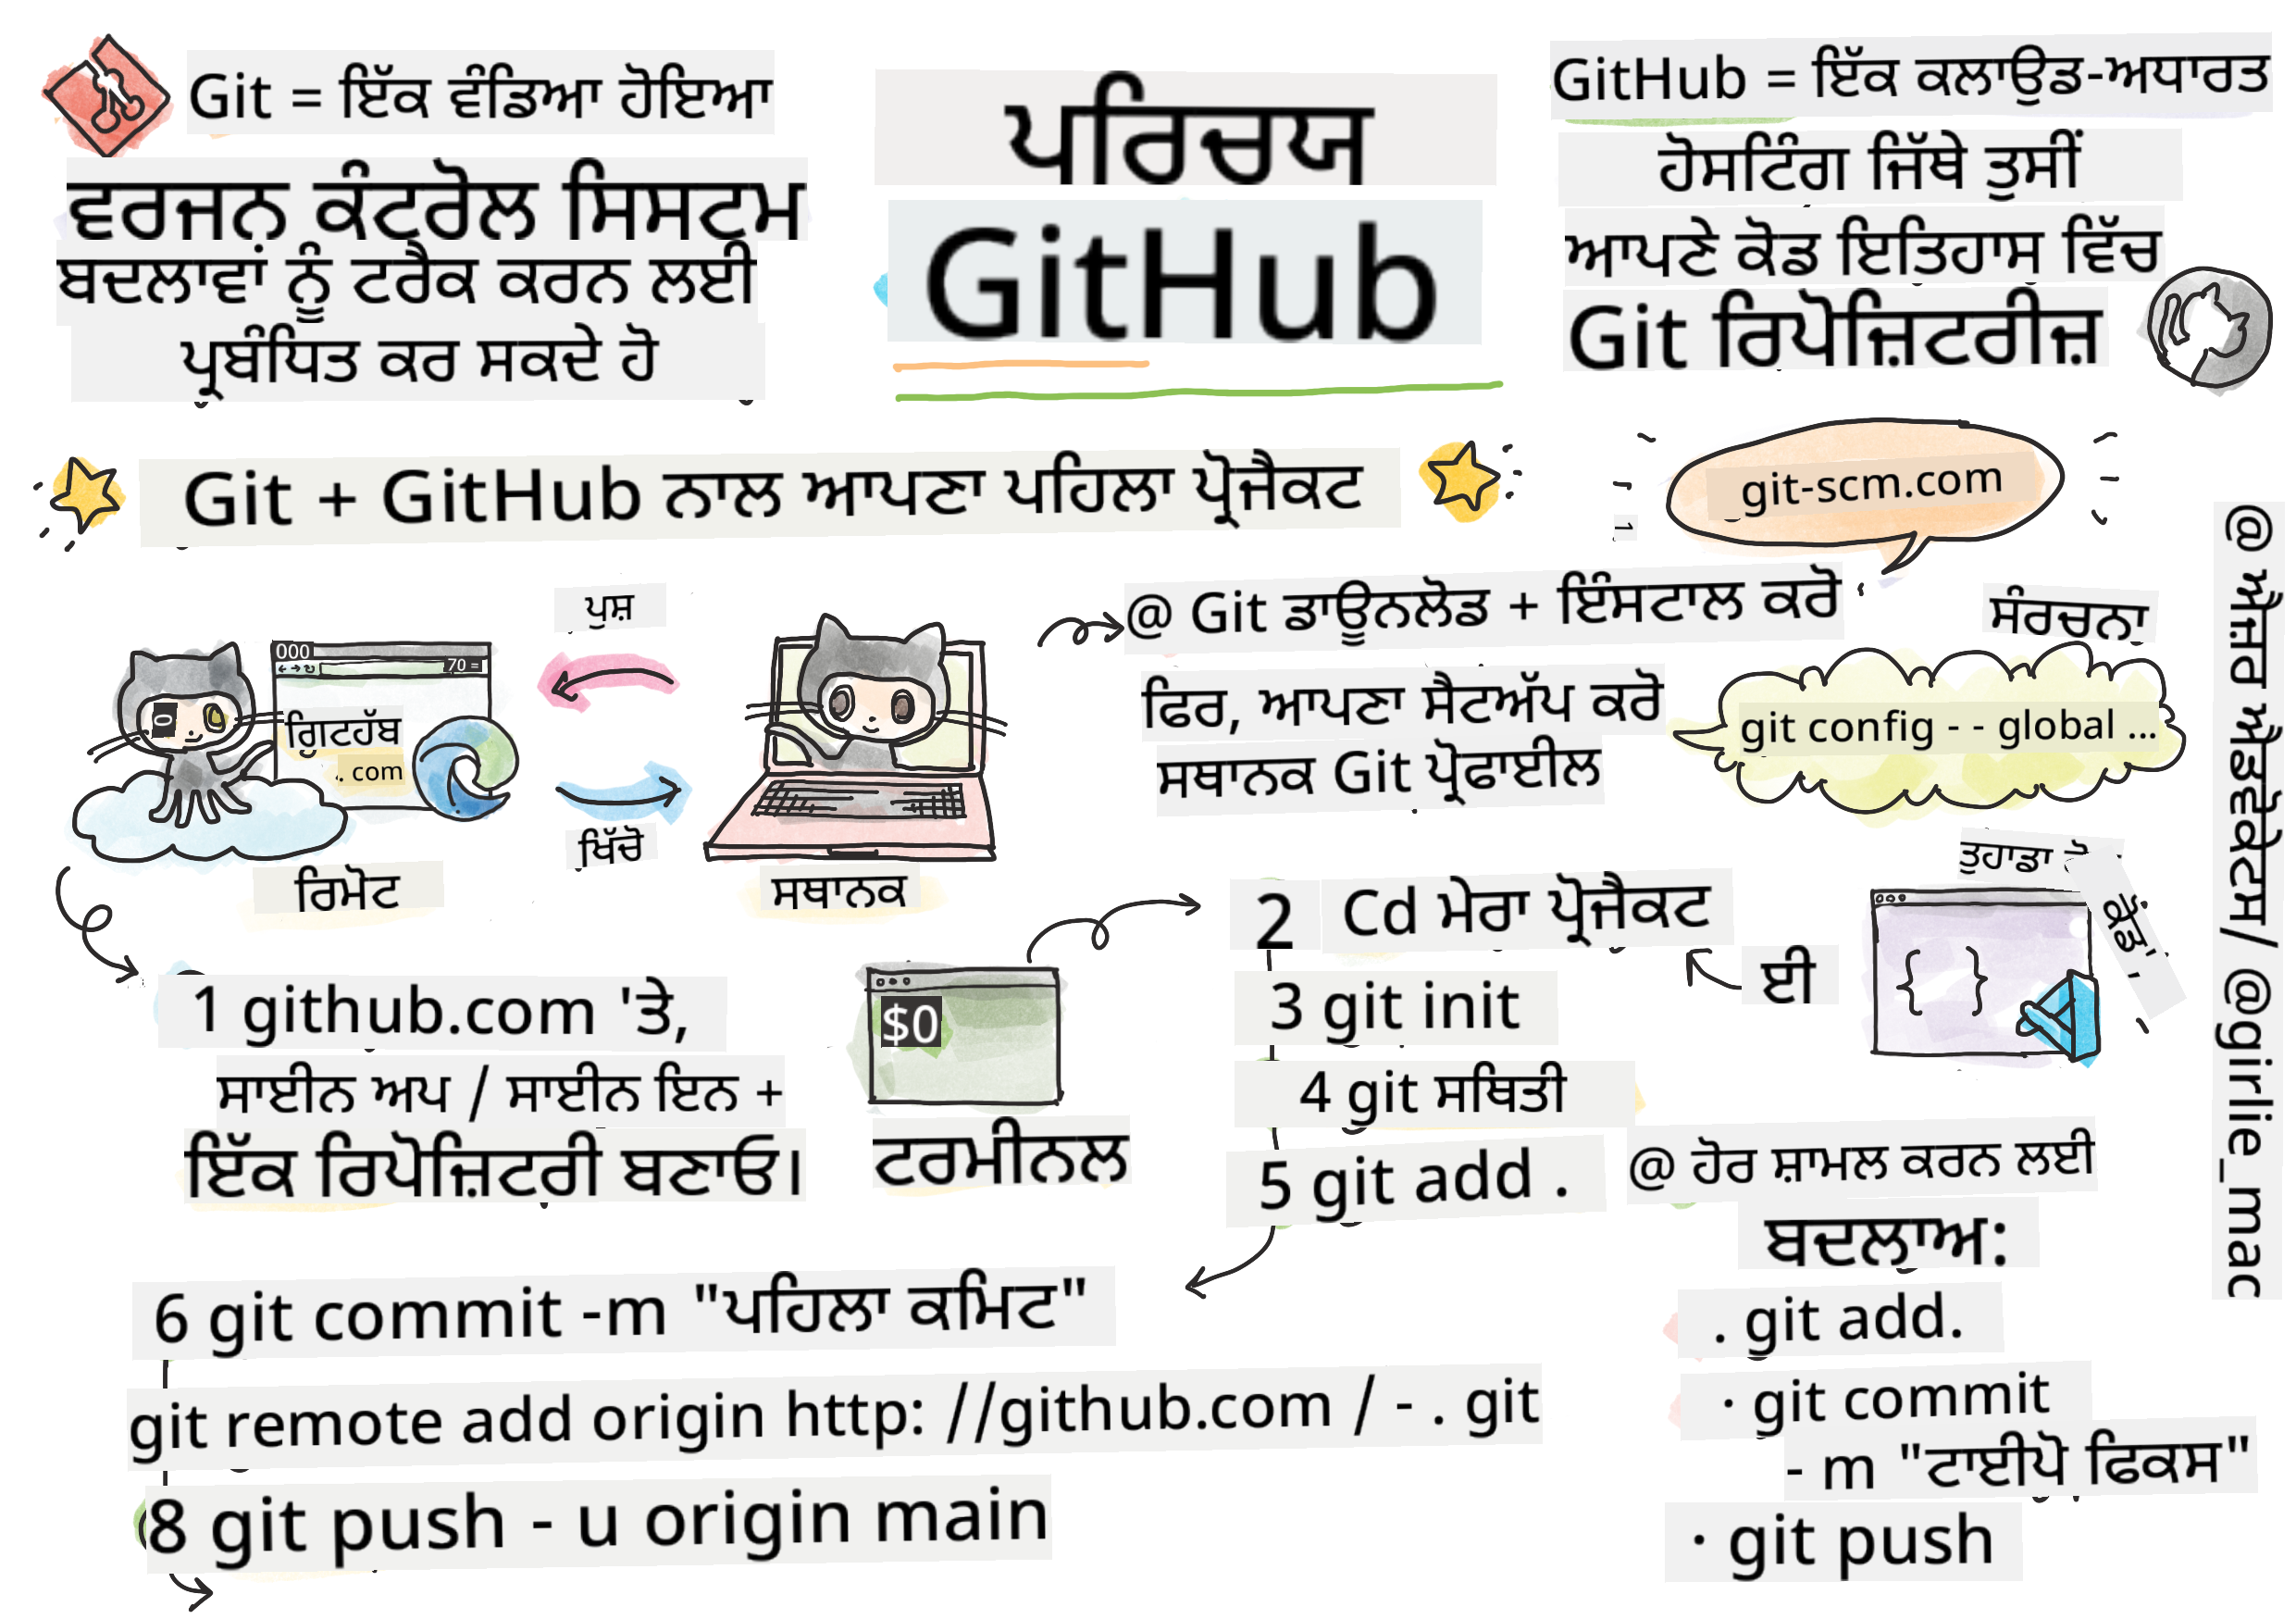 Git = ਇੱਕ ਵੰਡਿਆ ਹੋਇਆ
ਵਰਜਨ ਕੰਟਰੋਲ ਸਿਸਟਮ
ਬਦਲਾਵਾਂ ਨੂੰ ਟਰੈਕ ਕਰਨ ਲਈ
ਪ੍ਰਬੰਧਿਤ ਕਰ ਸਕਦੇ ਹੋ
ਪਰਿਚਯ
GitHub
GitHub = ਇੱਕ ਕਲਾਉਡ-ਅਧਾਰਤ
ਹੋਸਟਿੰਗ ਜਿੱਥੇ ਤੁਸੀਂ
ਆਪਣੇ ਕੋਡ ਇਤਿਹਾਸ ਵਿੱਚ
Git ਰਿਪੋਜ਼ਿਟਰੀਜ਼
Git + GitHub ਨਾਲ ਆਪਣਾ ਪਹਿਲਾ ਪ੍ਰੋਜੈਕਟ
git-scm.com
@ ਐਜ਼ਰ ਐਡਵੋਕੇਟਸ/ @girlie_mac
000
70 =
0
ਗਿਟਹੱਬ
. com
ਪੁਸ਼
ਖਿੱਚੋ
ਰਿਮੋਟ
ਸਥਾਨਕ
@ Git ਡਾਊਨਲੋਡ + ਇੰਸਟਾਲ ਕਰੋ
ਫਿਰ, ਆਪਣਾ ਸੈਟਅੱਪ ਕਰੋ
ਸਥਾਨਕ Git ਪ੍ਰੋਫਾਈਲ
ਸੰਰਚਨਾ
git config - - global ...
1 github.com 'ਤੇ,
ਸਾਈਨ ਅਪ / ਸਾਈਨ ਇਨ +
ਇੱਕ ਰਿਪੋਜ਼ਿਟਰੀ ਬਣਾਓ।
$0
ਟਰਮੀਨਲ
2 Cd ਮੇਰਾ ਪ੍ਰੋਜੈਕਟ
3 git init
4 git ਸਥਿਤੀ
5 git add .
ਈ
ਤੁਹਾਡਾ
ਕੋਡ'
{ }
6 git commit -m "ਪਹਿਲਾ ਕਮਿਟ"
git remote add origin http: //github.com / - . git
8 git push - u origin main
@ ਹੋਰ ਸ਼ਾਮਲ ਕਰਨ ਲਈ
ਬਦਲਾਅ:
. git add.
· git commit
- m "ਟਾਈਪੋ ਫਿਕਸ"
· git push